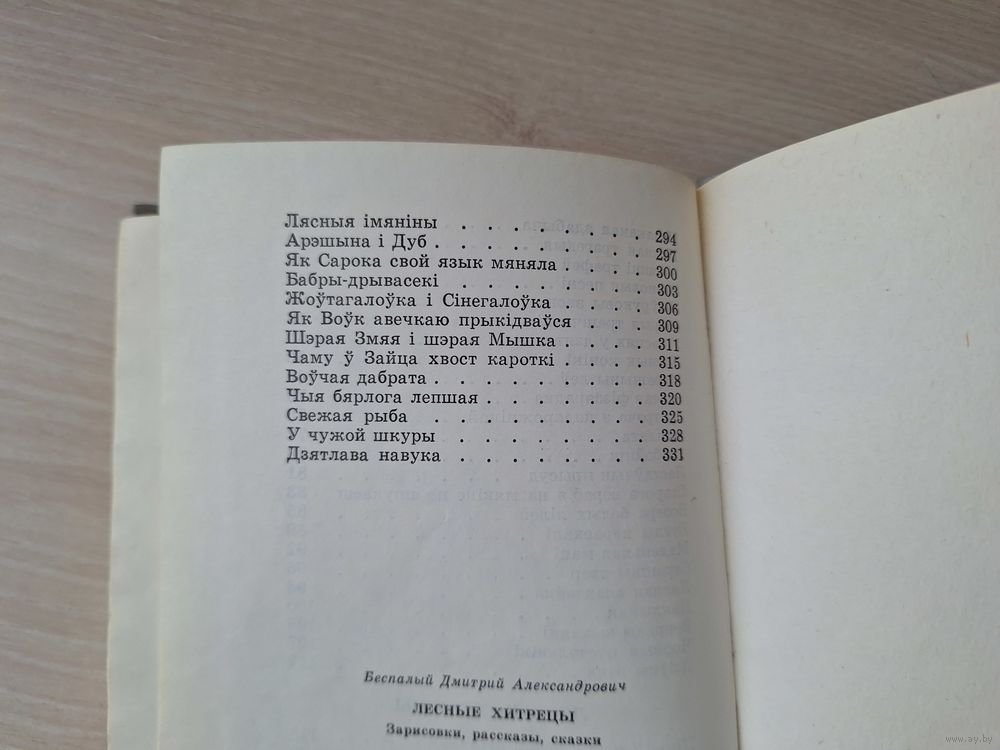 Лясныя імяніны . . . . . . . . 294
Арэшына і Дуб . . . . . . . . 297
Як Сарока свой язык мяняла . . . . 300
Бабры-дрывасекі . . . . . . . . 303
Жоўтагалоўка і Сінегалоўка . . . . 306
Як Воўк авечкаю прыкідваўся . . . 309
Шэрая Змяя і шэрая Мышка . . . . 311
Чаму ў Зайца хвост кароткі . . . . 315
Воўчая дабрата . . . . . . . . . 318
Чыя бярлога лепшая . . . . . . . 320
Свежая рыба . . . . . . . . . 325
У чужой шкуры . . . . . . . . 328
Дзятлава навука . . . . . . . . 331
Беспалый Дмитрий Александрович
ЛЕСНЫЕ ХИТРЕЦЫ
Зарисовки, рассказы, сказки
www.ay.by